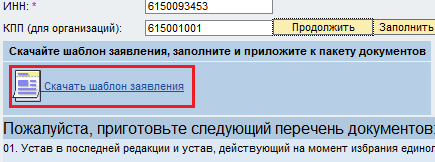 ИНН: * 6150093453
КПП (для организаций): 615001001 Продолжить Заполнить
Скачайте шаблон заявления, заполните и приложите к пакету документов
Скачать шаблон заявления
Пожалуйста, приготовьте следующий перечень документов:
01. Устав в последней редакции и устав, действующий на момент избрания